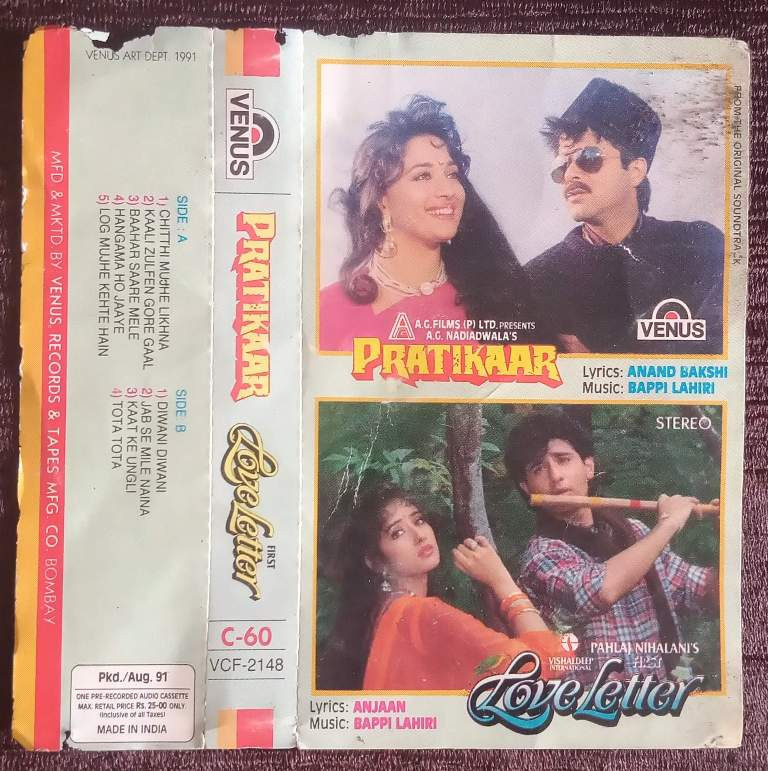 VENUS ART DEPT. 1991
MFD & MKTD BY VENUS, RECORDS & TAPES MFG. CO. BOMBAY
SIDE : A
1) CHITTHI MUJHE LIKHNA
2) KAALI ZULFEN GORE GAAL
3) BAAHAR SAARE MELE
4) HANGAMA HO JAAYE
5) LOG MUJHE KEHTE HAIN
SIDE B
1) DIWANI DIWANI
2) JAB SE MILE NAINA
3) KAAT KE UNGLI
4) TOTA TOTA
Pkd./Aug. 91
ONE PRE-RECORDED AUDIO CASSETTE
MAX. RETAIL PRICE Rs. 25-00 ONLY.
(Inclusive of all Taxes)
MADE IN INDIA
VENUS
PRATIKAAR
FIRST
Love Letter
C-60
VCF-2148
FROM THE ORIGINAL SOUNDTRACK
VENUS
A.G. FILMS (P) LTD. PRESENTS
A.G. NADIADWALA'S
PRATIKAAR
Lyrics: ANAND BAKSHI
Music: BAPPI LAHIRI
STEREO
VISHALDEEP
INTERNATIONAL
PAHLAJ NIHALANI'S
FIRST
Love Letter
Lyrics: ANJAAN
Music: BAPPI LAHIRI